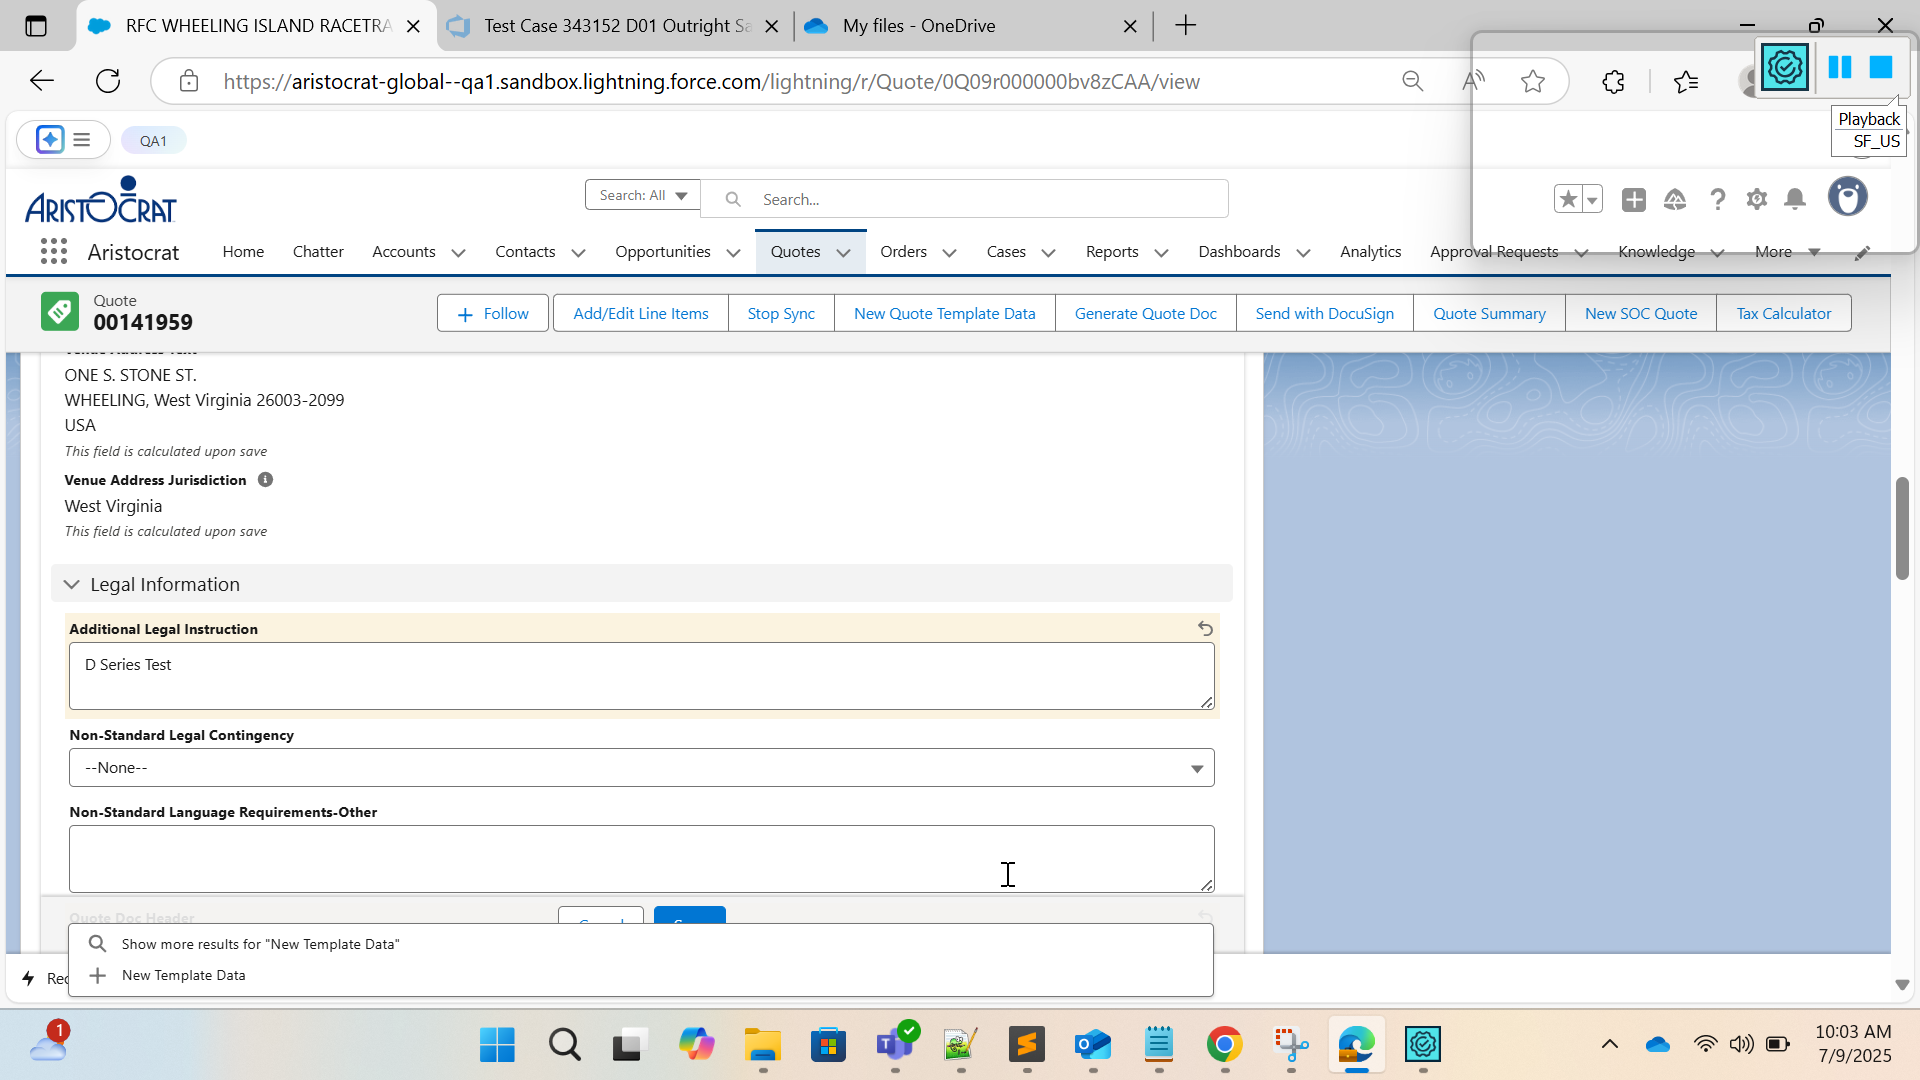 RFC WHEELING ISLAND RACETRA
Test Case 343152 D01 Outright Sa
My files - OneDrive
https://aristocrat-global--qa1.sandbox.lightning.force.com/lightning/r/Quote/0Q09r000000bv8zCAA/view
Playback
SF_US
QA1
ARISTOCRAT
Search: All
Search...
Aristocrat
Home
Chatter
Accounts
Contacts
Opportunities
Quotes
Orders
Cases
Reports
Dashboards
Analytics
Approval Requests
Knowledge
More
Quote
00141959
Follow
Add/Edit Line Items
Stop Sync
New Quote Template Data
Generate Quote Doc
Send with DocuSign
Quote Summary
New SOC Quote
Tax Calculator
ONE S. STONE ST.
WHEELING, West Virginia 26003-2099
USA
This field is calculated upon save
Venue Address Jurisdiction
West Virginia
This field is calculated upon save
Legal Information
Additional Legal Instruction
D Series Test
Non-Standard Legal Contingency
--None--
Non-Standard Language Requirements-Other
Quote Doc Header
Show more results for "New Template Data"
New Template Data
1
10:03 AM
7/9/2025